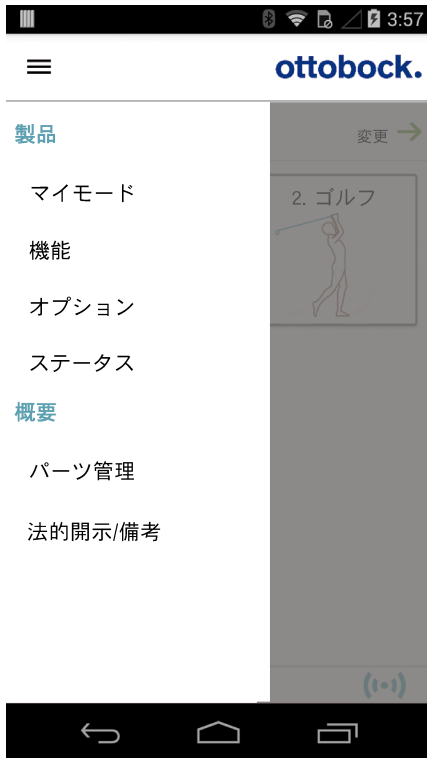 3:57
ottobock.
製品
変更
マイモード
2. ゴルフ
機能
オプション
ステータス
概要
パーツ管理
法的開示/備考